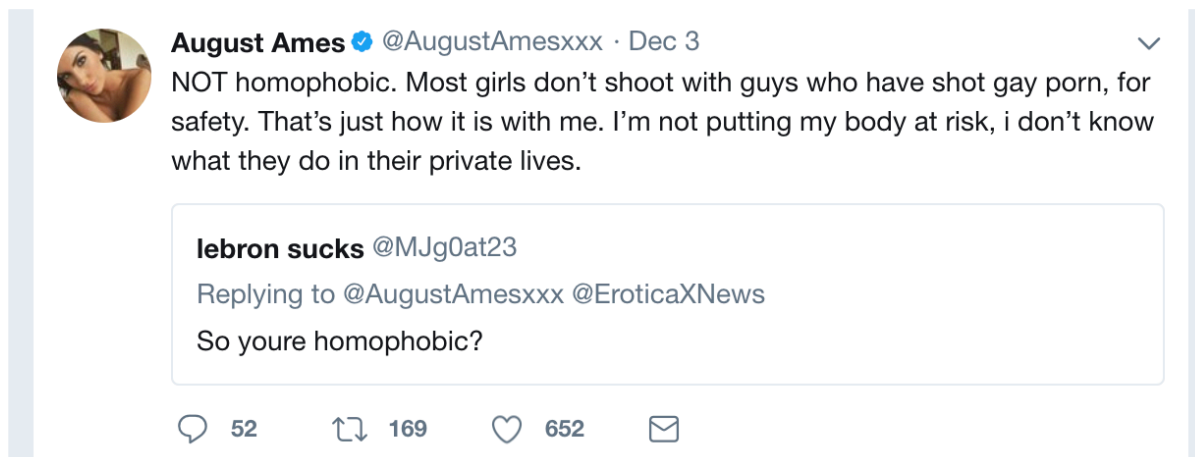 August Ames @AugustAmesxxx · Dec 3
NOT homophobic. Most girls don’t shoot with guys who have shot gay porn, for
safety. That’s just how it is with me. I’m not putting my body at risk, i don’t know
what they do in their private lives.
lebron sucks @MJg0at23
Replying to @AugustAmesxxx @EroticaXNews
So youre homophobic?
52 169 652